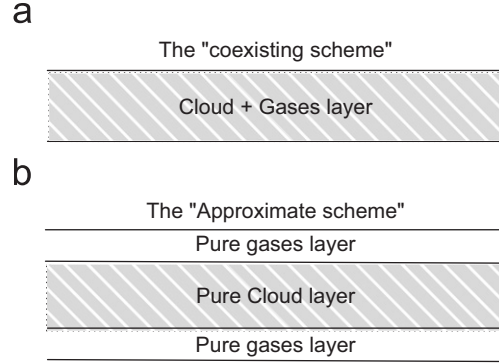 a
The "coexisting scheme"
Cloud + Gases layer
b
The "Approximate scheme"
Pure gases layer
Pure Cloud layer
Pure gases layer